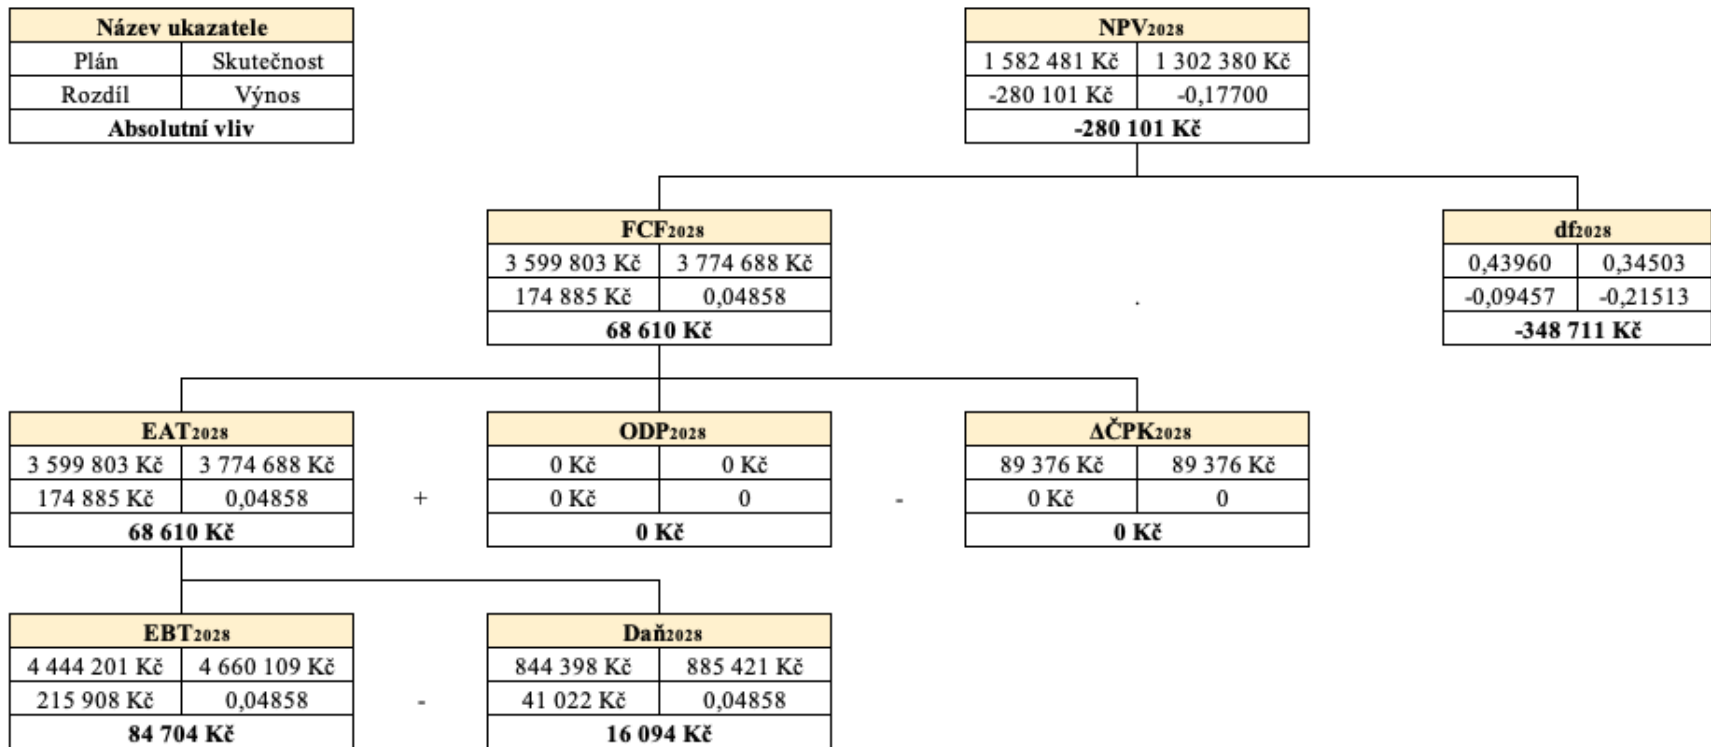 Název ukazatele
Plán Skutečnost
Rozdíl Výnos
Absolutní vliv
NPV2028
1 582 481 Kč 1 302 380 Kč
-280 101 Kč -0,17700
-280 101 Kč
FCF2028
3 599 803 Kč 3 774 688 Kč
174 885 Kč 0,04858
68 610 Kč
.
df2028
0,43960 0,34503
-0,09457 -0,21513
-348 711 Kč
EAT2028
3 599 803 Kč 3 774 688 Kč
174 885 Kč 0,04858
68 610 Kč
+
ODP2028
0 Kč 0 Kč
0 Kč 0
0 Kč
-
ΔČPK2028
89 376 Kč 89 376 Kč
0 Kč 0
0 Kč
EBT2028
4 444 201 Kč 4 660 109 Kč
215 908 Kč 0,04858
84 704 Kč
-
Daň2028
844 398 Kč 885 421 Kč
41 022 Kč 0,04858
16 094 Kč